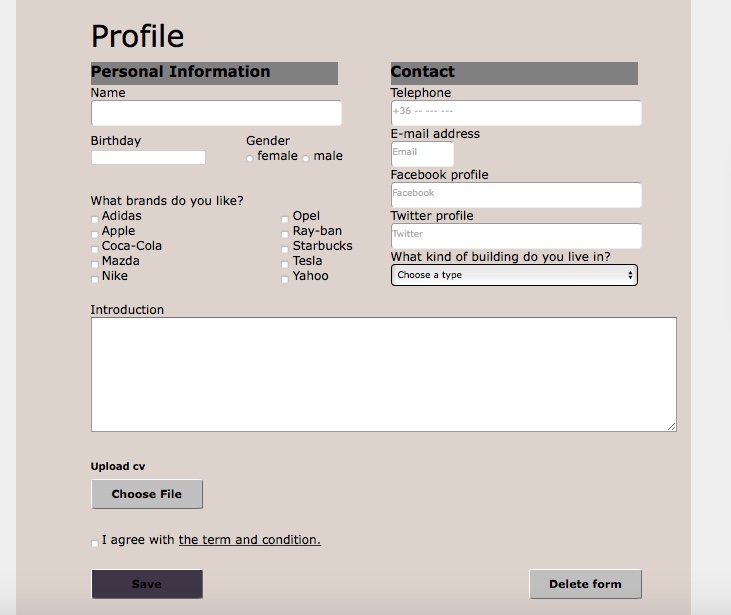 Profile
Personal Information
Name
Birthday
Gender
female
male
What brands do you like?
Adidas
Apple
Coca-Cola
Mazda
Nike
Opel
Ray-ban
Starbucks
Tesla
Yahoo
Contact
Telephone
+36 -- --- ---
E-mail address
Email
Facebook profile
Facebook
Twitter profile
Twitter
What kind of building do you live in?
Choose a type
Introduction
Upload cv
Choose File
I agree with the term and condition.
Save
Delete form